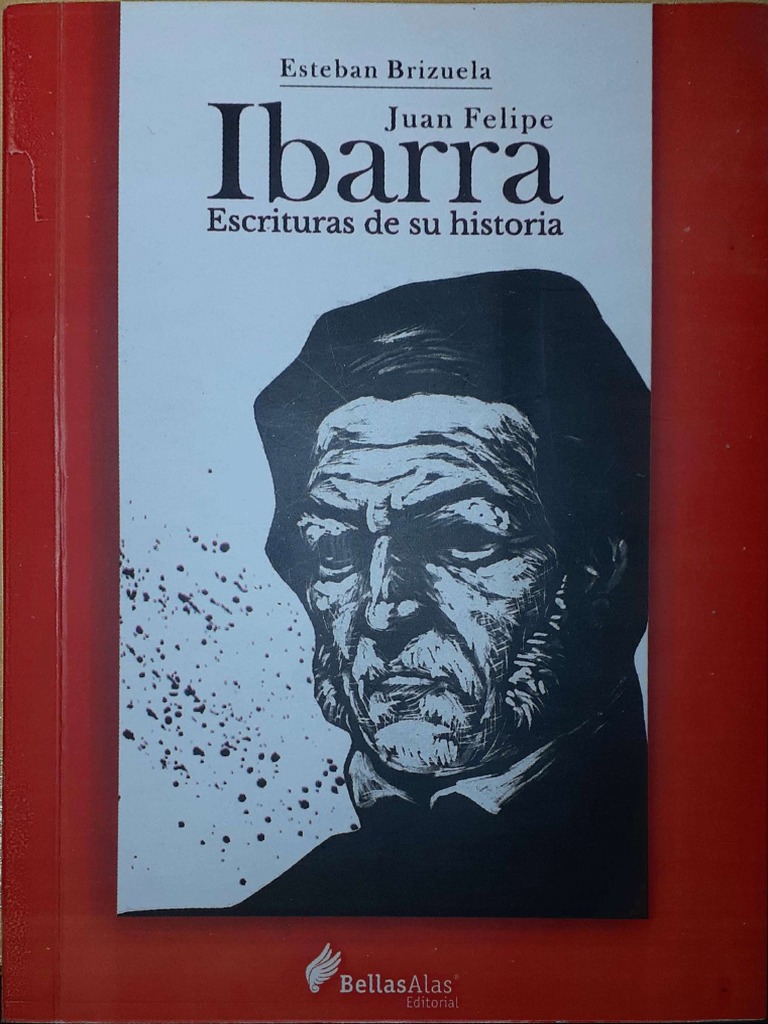 Esteban Brizuela
Juan Felipe
Ibarra
Escrituras de su historia
BellasAlas®
Editorial